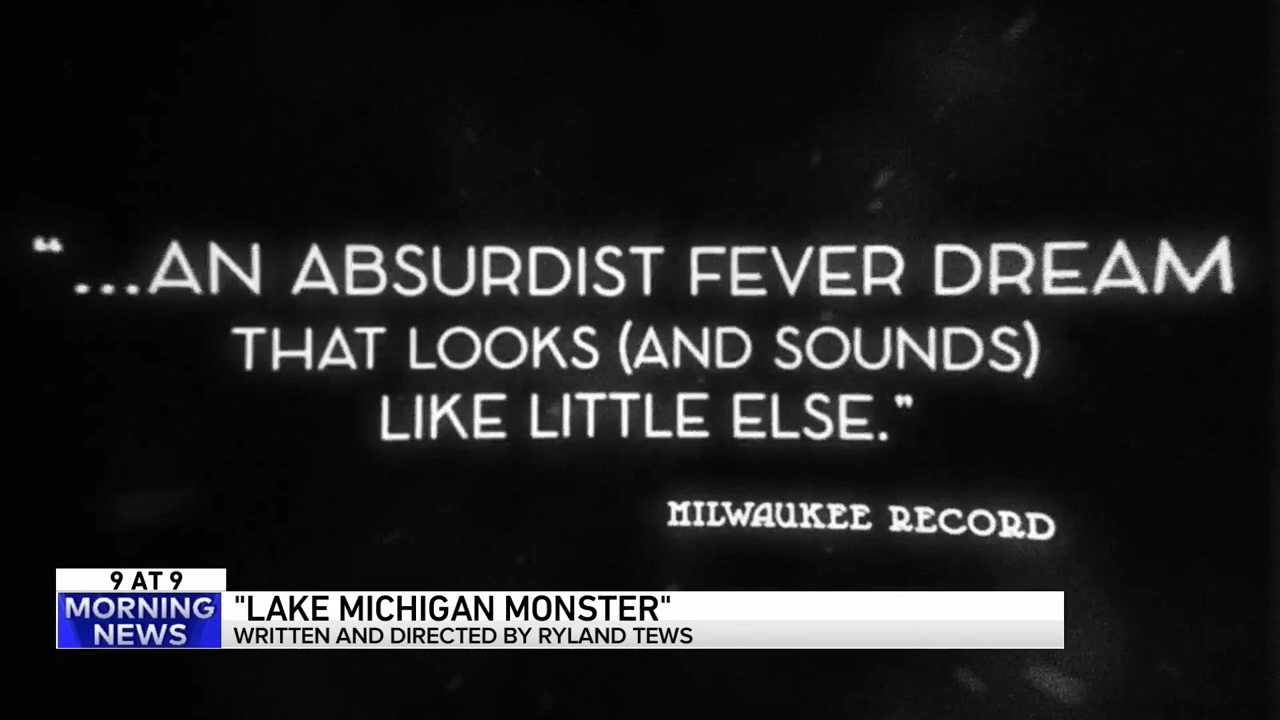 “...AN ABSURDIST FEVER DREAM
THAT LOOKS (AND SOUNDS)
LIKE LITTLE ELSE.”
MILWAUKEE RECORD
9 AT 9
MORNING
NEWS
"LAKE MICHIGAN MONSTER"
WRITTEN AND DIRECTED BY RYLAND TEWS